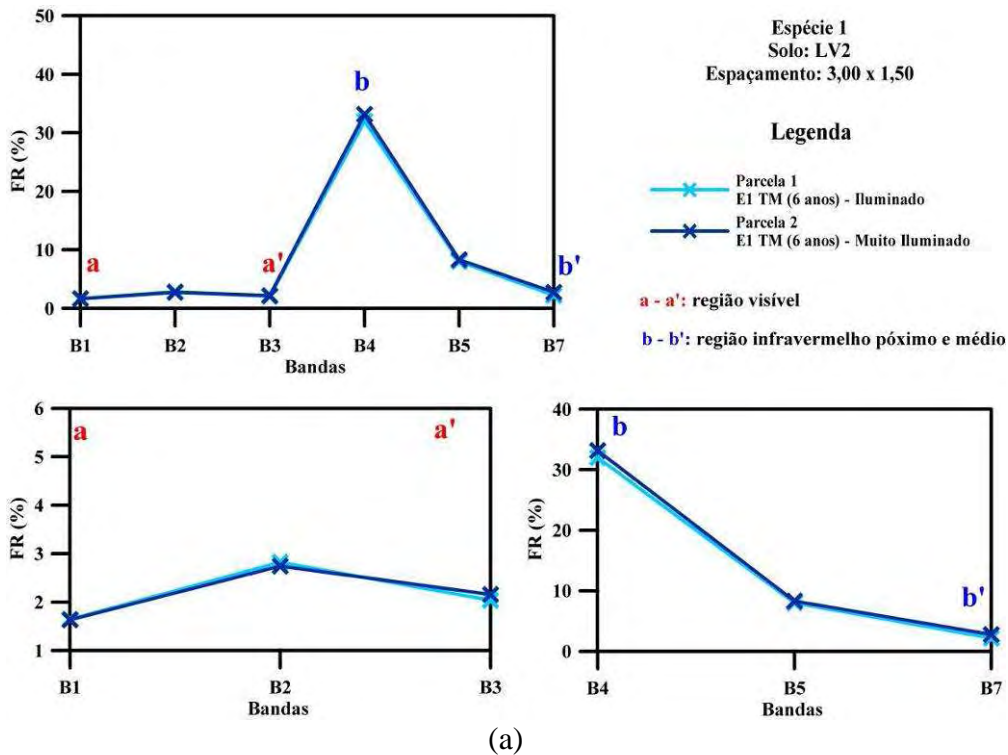 50
40
30
20
10
0
FR (%)
a
a'
b
b'
B1 B2 B3 B4 B5 B7
Bandas
Espécie 1
Solo: LV2
Espaçamento: 3,00 x 1,50
Legenda
Parcela 1
E1 TM (6 anos) - Iluminado
Parcela 2
E1 TM (6 anos) - Muito Iluminado
a - a': região visível
b - b': região infravermelho póximo e médio
6
5
4
3
2
1
FR (%)
a
a'
B1 B2 B3
Bandas
40
30
20
10
0
FR (%)
b
b'
B4 B5 B7
Bandas
(a)